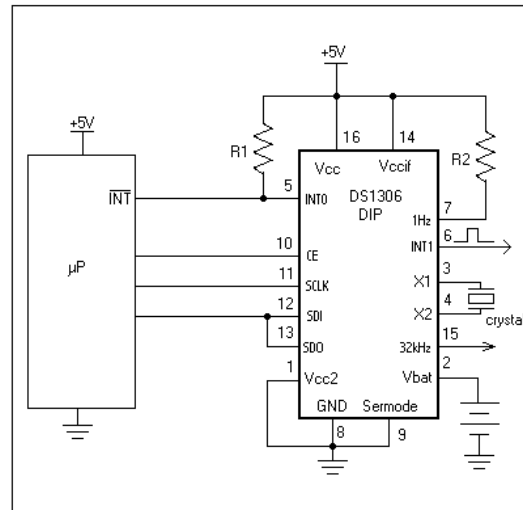 +5V
+5V
16
14
R1
R2
Vcc
Vccif
INT
5
INT0
DS1306
DIP
7
1Hz
6
INT1
µP
10
CE
3
X1
11
SCLK
4
X2
crystal
12
SDI
13
SDO
15
32kHz
1
Vcc2
2
Vbat
GND
Sermode
8
9